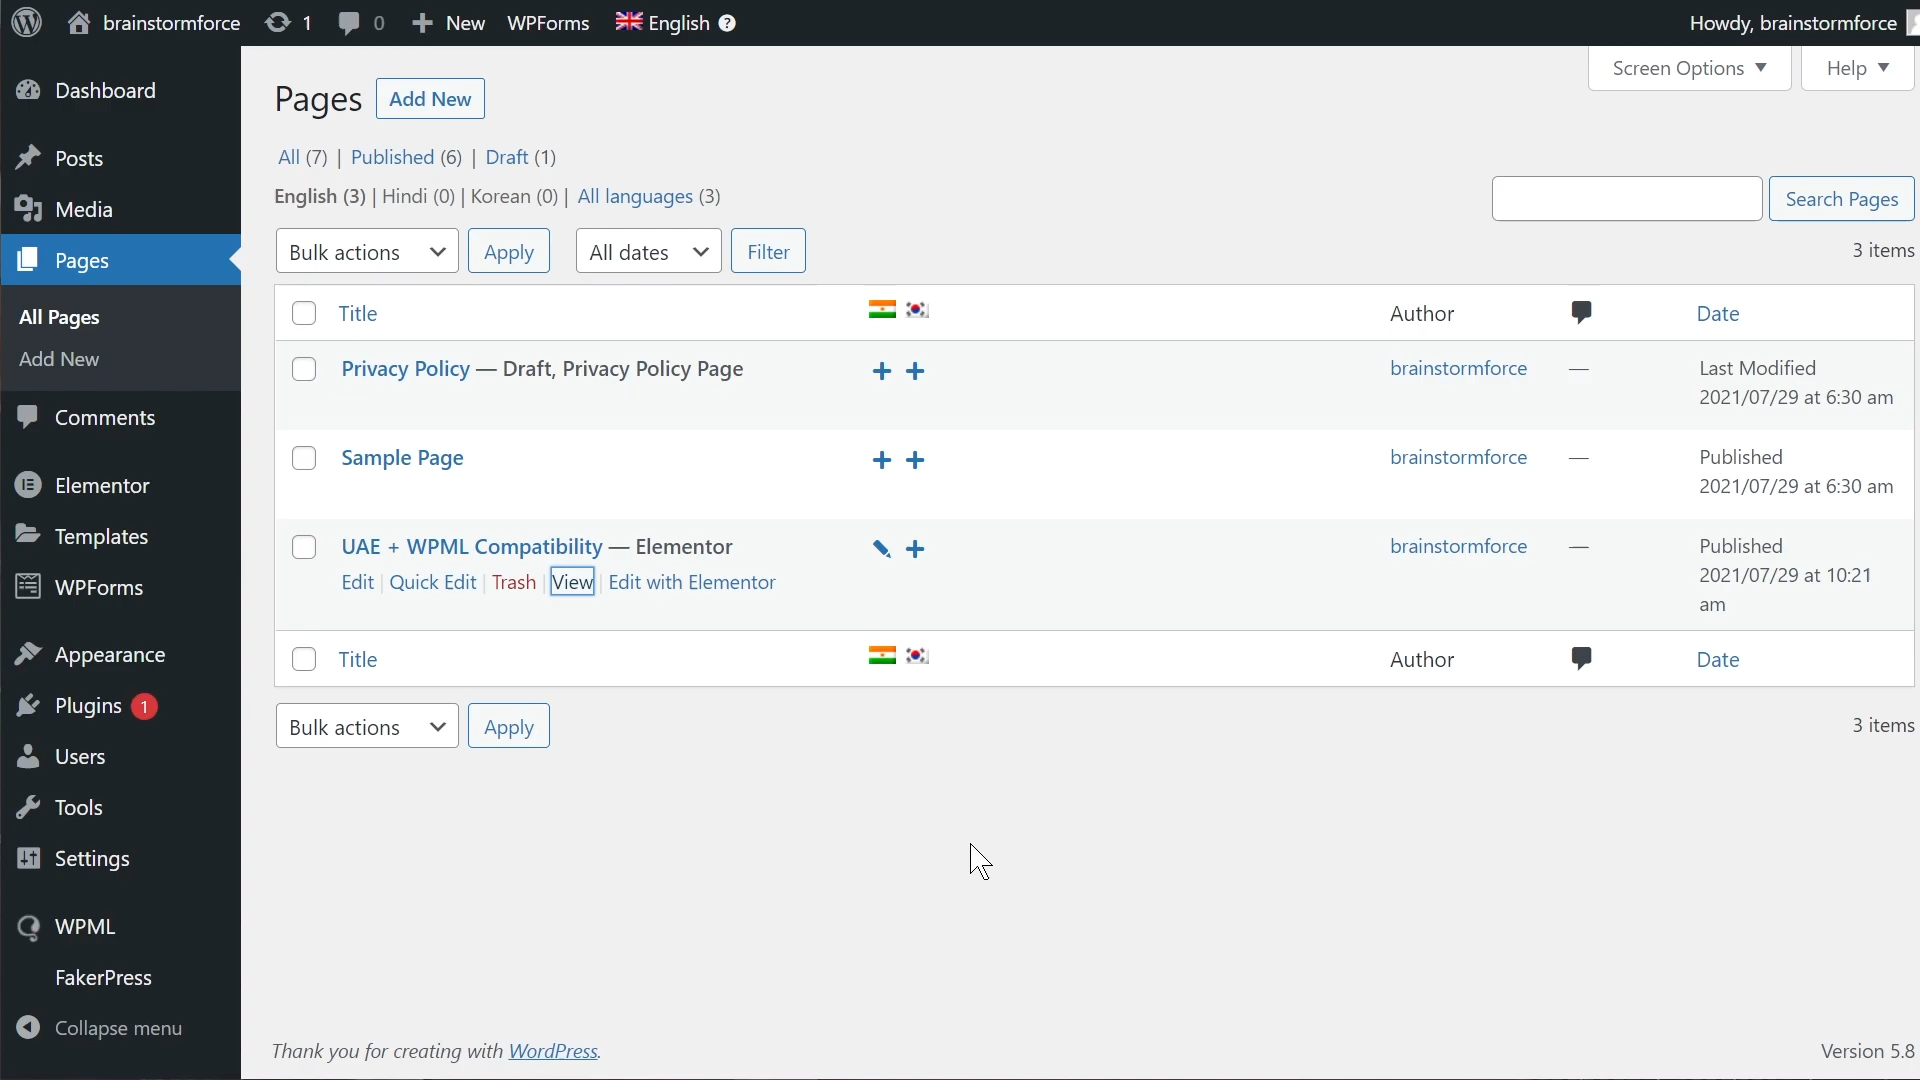 brainstormforce 1 0 New WPForms English Howdy, brainstormforce
Screen Options Help
Dashboard
Posts
Media
Pages
All Pages
Add New
Comments
Elementor
Templates
WPForms
Appearance
Plugins 1
Users
Tools
Settings
WPML
FakerPress
Collapse menu
Pages Add New
All (7) | Published (6) | Draft (1)
English (3) | Hindi (0) | Korean (0) | All languages (3)
Search Pages
Bulk actions Apply All dates Filter 3 items
Title Author Date
Privacy Policy — Draft, Privacy Policy Page + + brainstormforce — Last Modified
2021/07/29 at 6:30 am
Sample Page + + brainstormforce — Published
2021/07/29 at 6:30 am
UAE + WPML Compatibility — Elementor + brainstormforce — Published
Edit | Quick Edit | Trash | View | Edit with Elementor 2021/07/29 at 10:21
am
Title Author Date
Bulk actions Apply 3 items
Thank you for creating with WordPress. Version 5.8